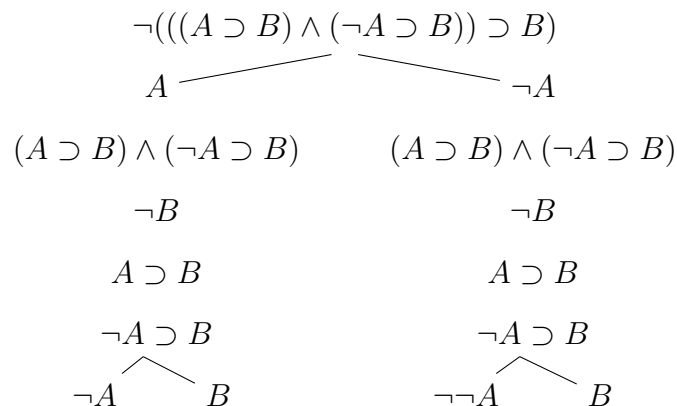 ¬(((A ⊃ B) ∧ (¬A ⊃ B)) ⊃ B)
A ¬A
(A ⊃ B) ∧ (¬A ⊃ B) (A ⊃ B) ∧ (¬A ⊃ B)
¬B ¬B
A ⊃ B A ⊃ B
¬A ⊃ B ¬A ⊃ B
¬A B ¬¬A B